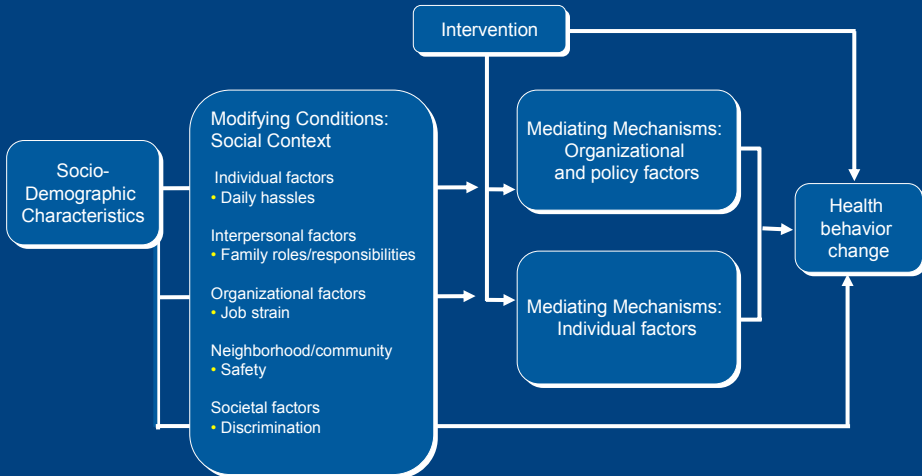 Intervention
Socio-
Demographic
Characteristics
Modifying Conditions:
Social Context
Individual factors
• Daily hassles
Interpersonal factors
• Family roles/responsibilities
Organizational factors
• Job strain
Neighborhood/community
• Safety
Societal factors
• Discrimination
Mediating Mechanisms:
Organizational
and policy factors
Mediating Mechanisms:
Individual factors
Health
behavior
change